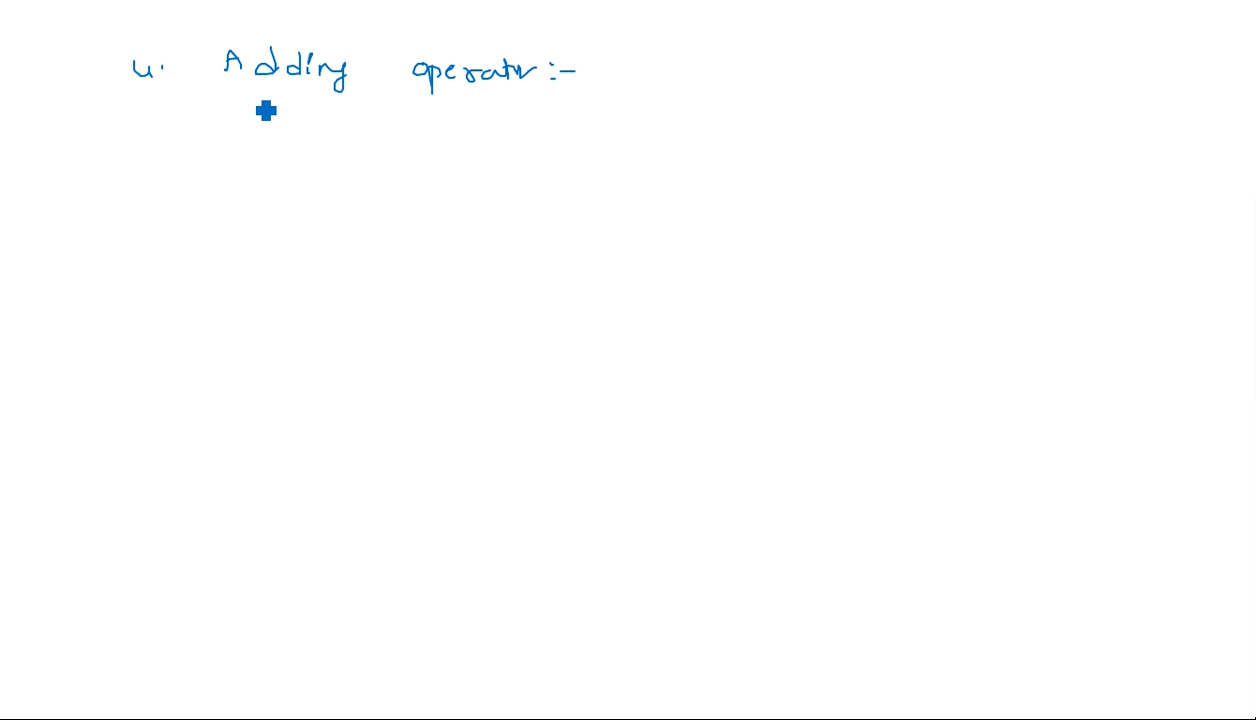 4. Adding operator :-